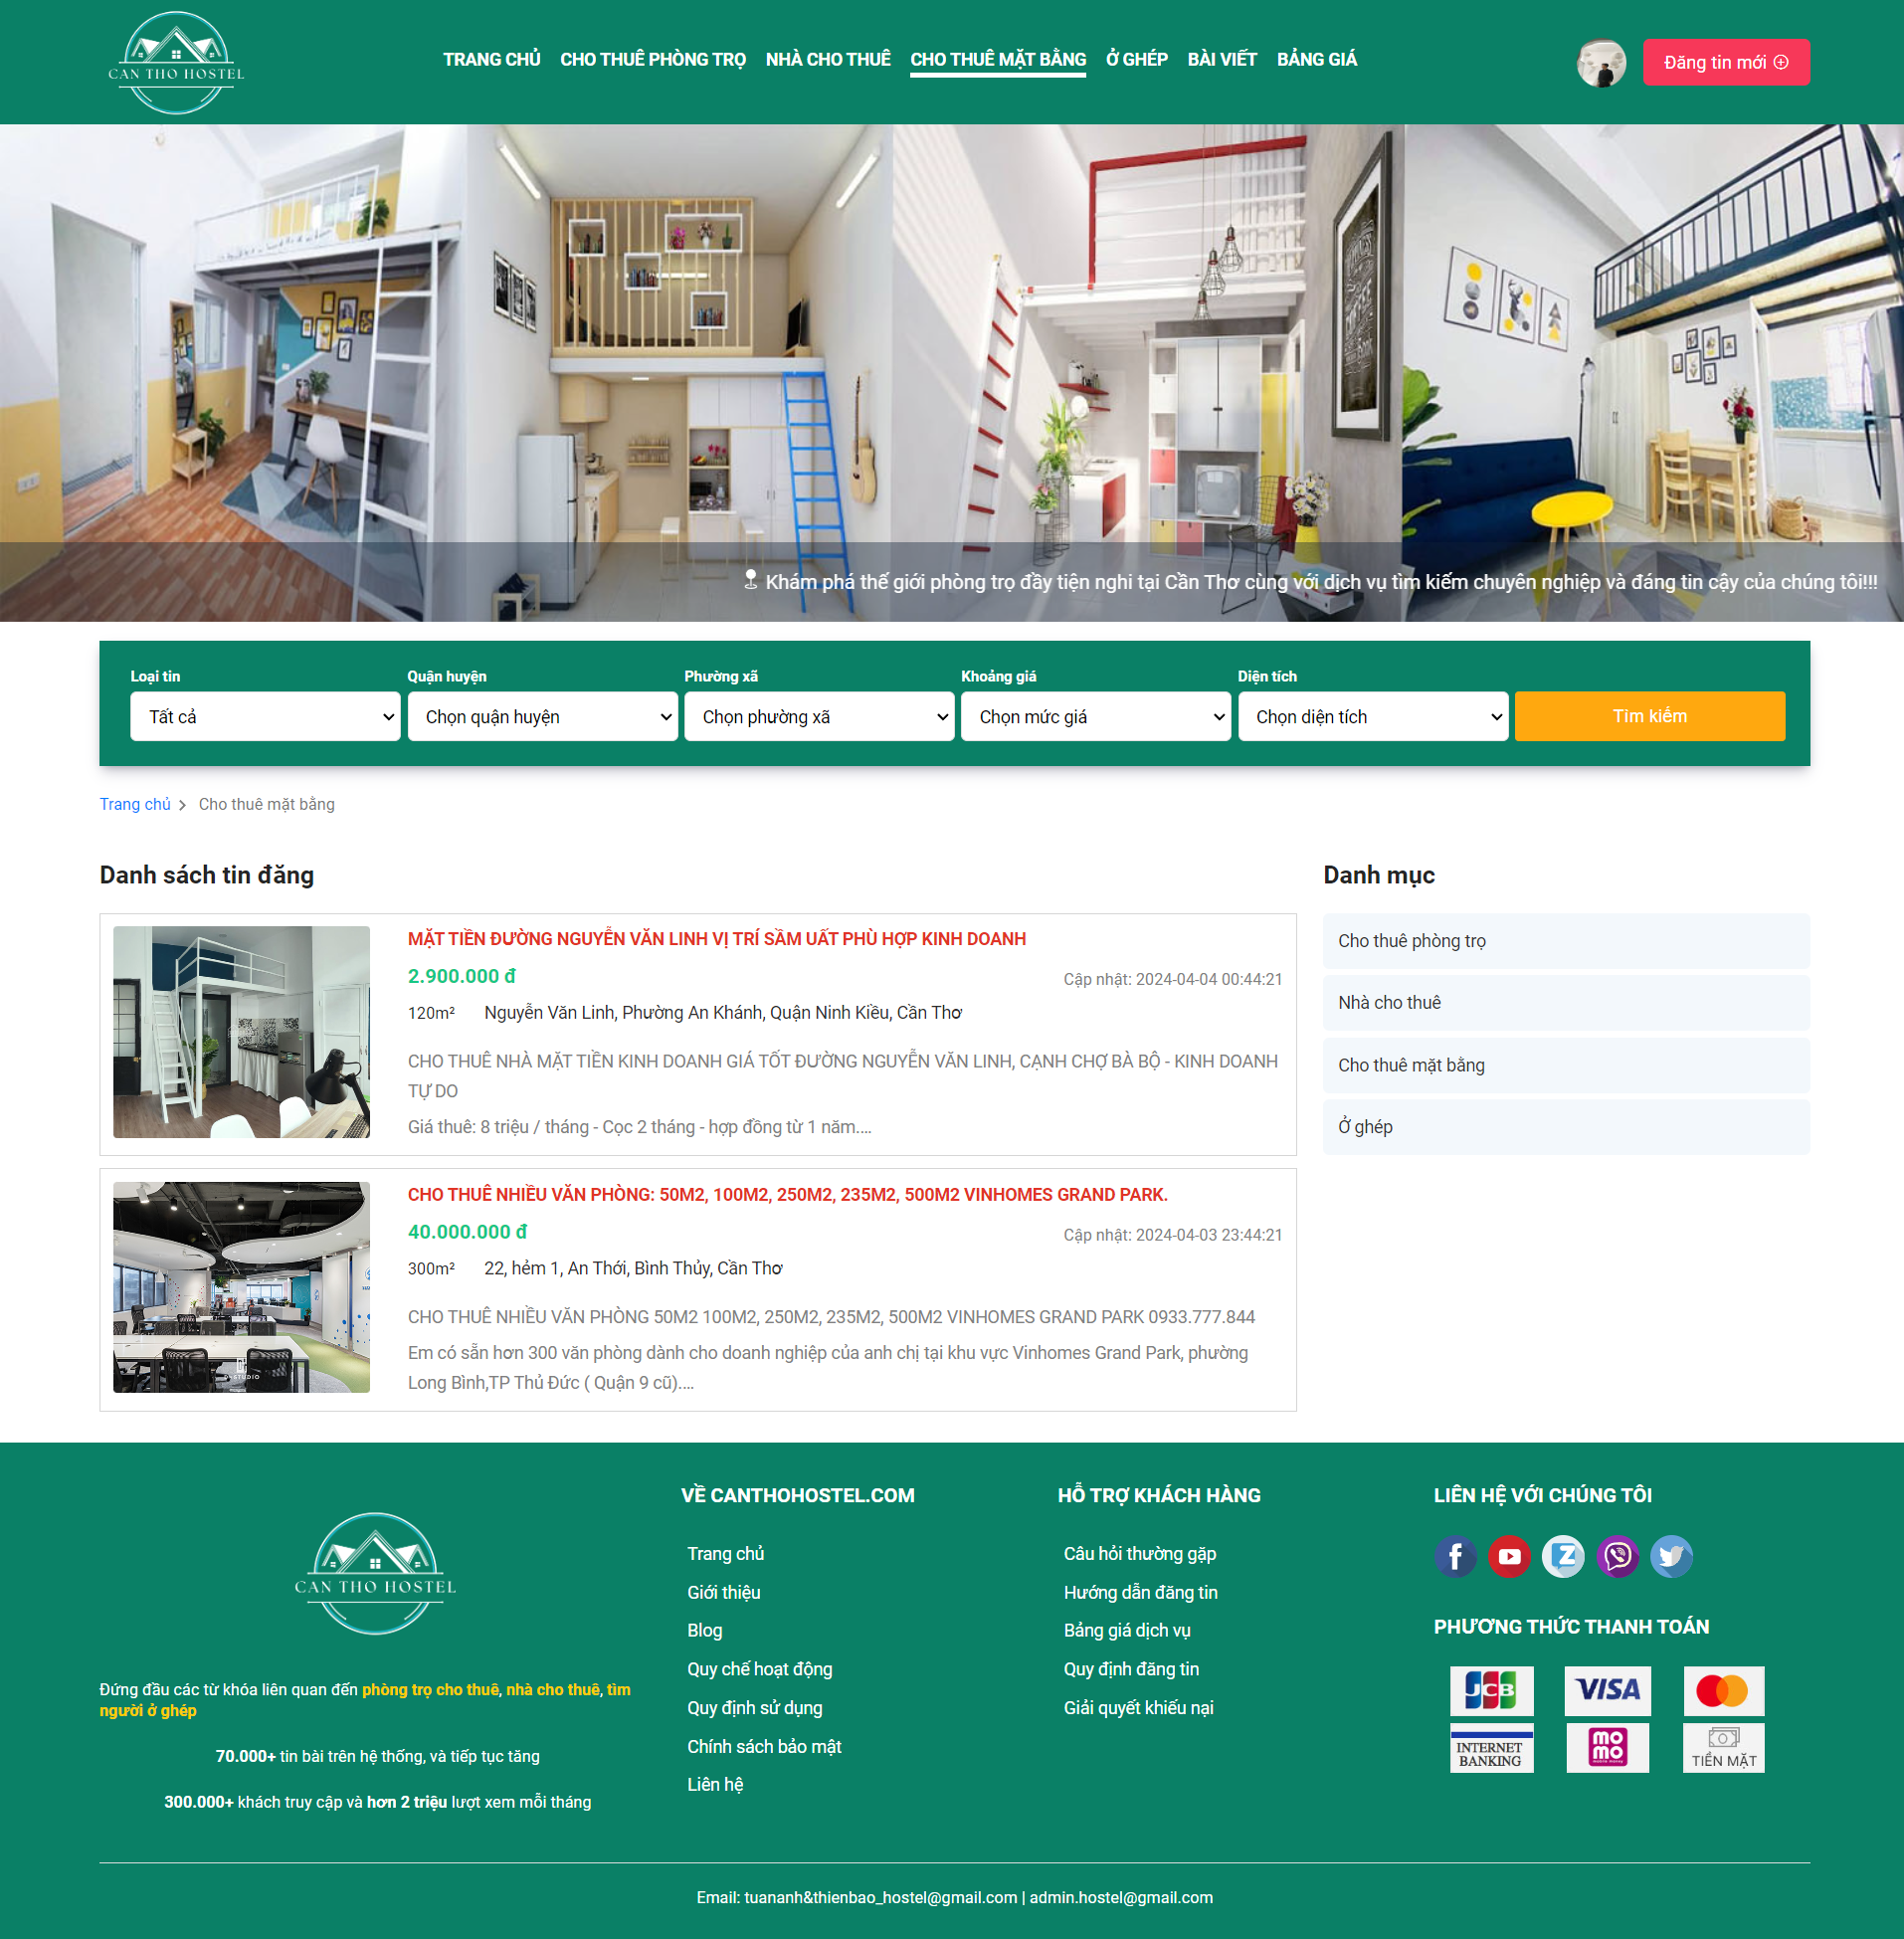 CAN THO HOSTEL
TRANG CHỦ CHO THUÊ PHÒNG TRỌ NHÀ CHO THUÊ CHO THUÊ MẶT BẰNG Ở GHÉP BÀI VIẾT BẢNG GIÁ
Đăng tin mới
Khám phá thế giới phòng trọ đầy tiện nghi tại Cần Thơ cùng với dịch vụ tìm kiếm chuyên nghiệp và đáng tin cậy của chúng tôi!!!
Loại tin Quận huyện Phường xã Khoảng giá Diện tích
Tất cả Chọn quận huyện Chọn phường xã Chọn mức giá Chọn diện tích Tìm kiếm
Trang chủ Cho thuê mặt bằng
Danh sách tin đăng
MẶT TIỀN ĐƯỜNG NGUYỄN VĂN LINH VỊ TRÍ SẦM UẤT PHÙ HỢP KINH DOANH
2.900.000 đ
Cập nhật: 2024-04-04 00:44:21
120m² Nguyễn Văn Linh, Phường An Khánh, Quận Ninh Kiều, Cần Thơ
CHO THUÊ NHÀ MẶT TIỀN KINH DOANH GIÁ TỐT ĐƯỜNG NGUYỄN VĂN LINH, CẠNH CHỢ BÀ BỘ - KINH DOANH
TỰ DO
Giá thuê: 8 triệu / tháng - Cọc 2 tháng - hợp đồng từ 1 năm....
CHO THUÊ NHIỀU VĂN PHÒNG: 50M2, 100M2, 250M2, 235M2, 500M2 VINHOMES GRAND PARK.
40.000.000 đ
Cập nhật: 2024-04-03 23:44:21
300m² 22, hẻm 1, An Thới, Bình Thủy, Cần Thơ
CHO THUÊ NHIỀU VĂN PHÒNG 50M2 100M2, 250M2, 235M2, 500M2 VINHOMES GRAND PARK 0933.777.844
Em có sẵn hơn 300 văn phòng dành cho doanh nghiệp của anh chị tại khu vực Vinhomes Grand Park, phường
Long Bình,TP Thủ Đức ( Quận 9 cũ)....
Danh mục
Cho thuê phòng trọ
Nhà cho thuê
Cho thuê mặt bằng
Ở ghép
CAN THO HOSTEL
Đứng đầu các từ khóa liên quan đến phòng trọ cho thuê, nhà cho thuê, tìm
người ở ghép
70.000+ tin bài trên hệ thống, và tiếp tục tăng
300.000+ khách truy cập và hơn 2 triệu lượt xem mỗi tháng
VỀ CANTHOHOSTEL.COM
Trang chủ
Giới thiệu
Blog
Quy chế hoạt động
Quy định sử dụng
Chính sách bảo mật
Liên hệ
HỖ TRỢ KHÁCH HÀNG
Câu hỏi thường gặp
Hướng dẫn đăng tin
Bảng giá dịch vụ
Quy định đăng tin
Giải quyết khiếu nại
LIÊN HỆ VỚI CHÚNG TÔI
PHƯƠNG THỨC THANH TOÁN
JCB VISA
INTERNET
BANKING
mo
mo
TIỀN MẶT
Email: tuananh&thienbao_hostel@gmail.com | admin.hostel@gmail.com